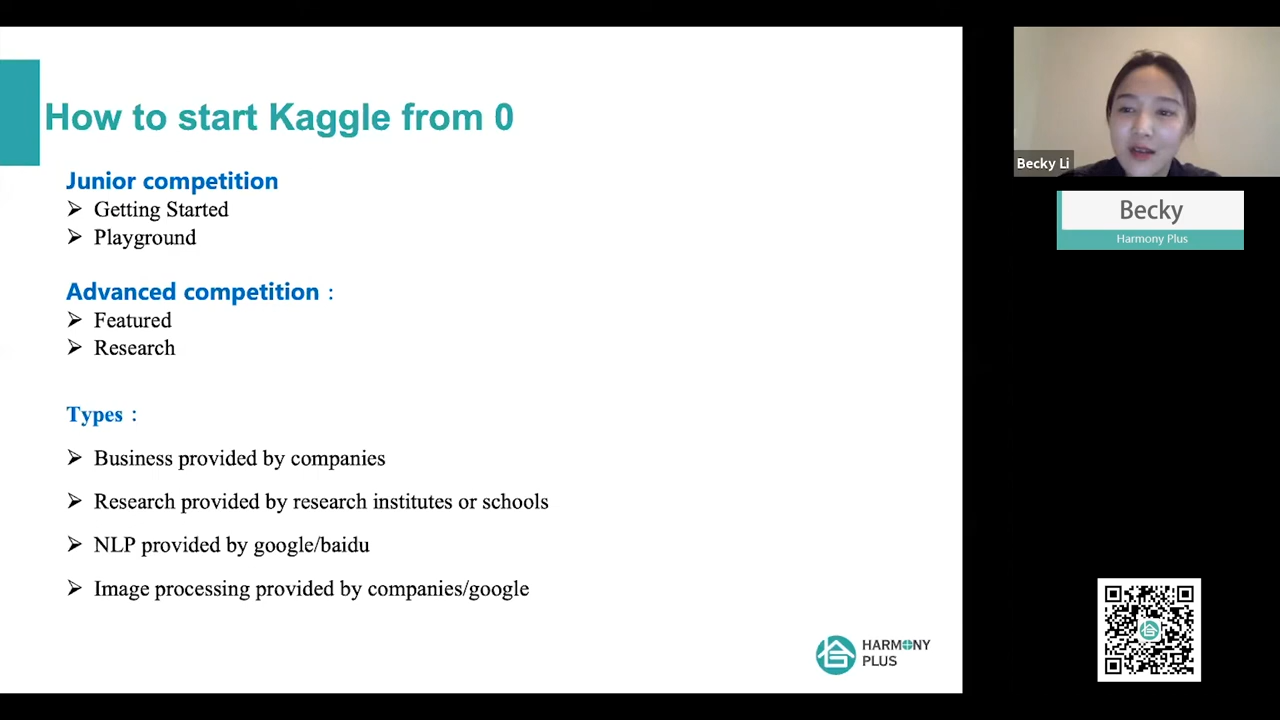 How to start Kaggle from 0
Junior competition
➢ Getting Started
➢ Playground
Advanced competition：
➢ Featured
➢ Research
Types：
➢ Business provided by companies
➢ Research provided by research institutes or schools
➢ NLP provided by google/baidu
➢ Image processing provided by companies/google
HARMONY
PLUS
Becky Li
Becky
Harmony Plus